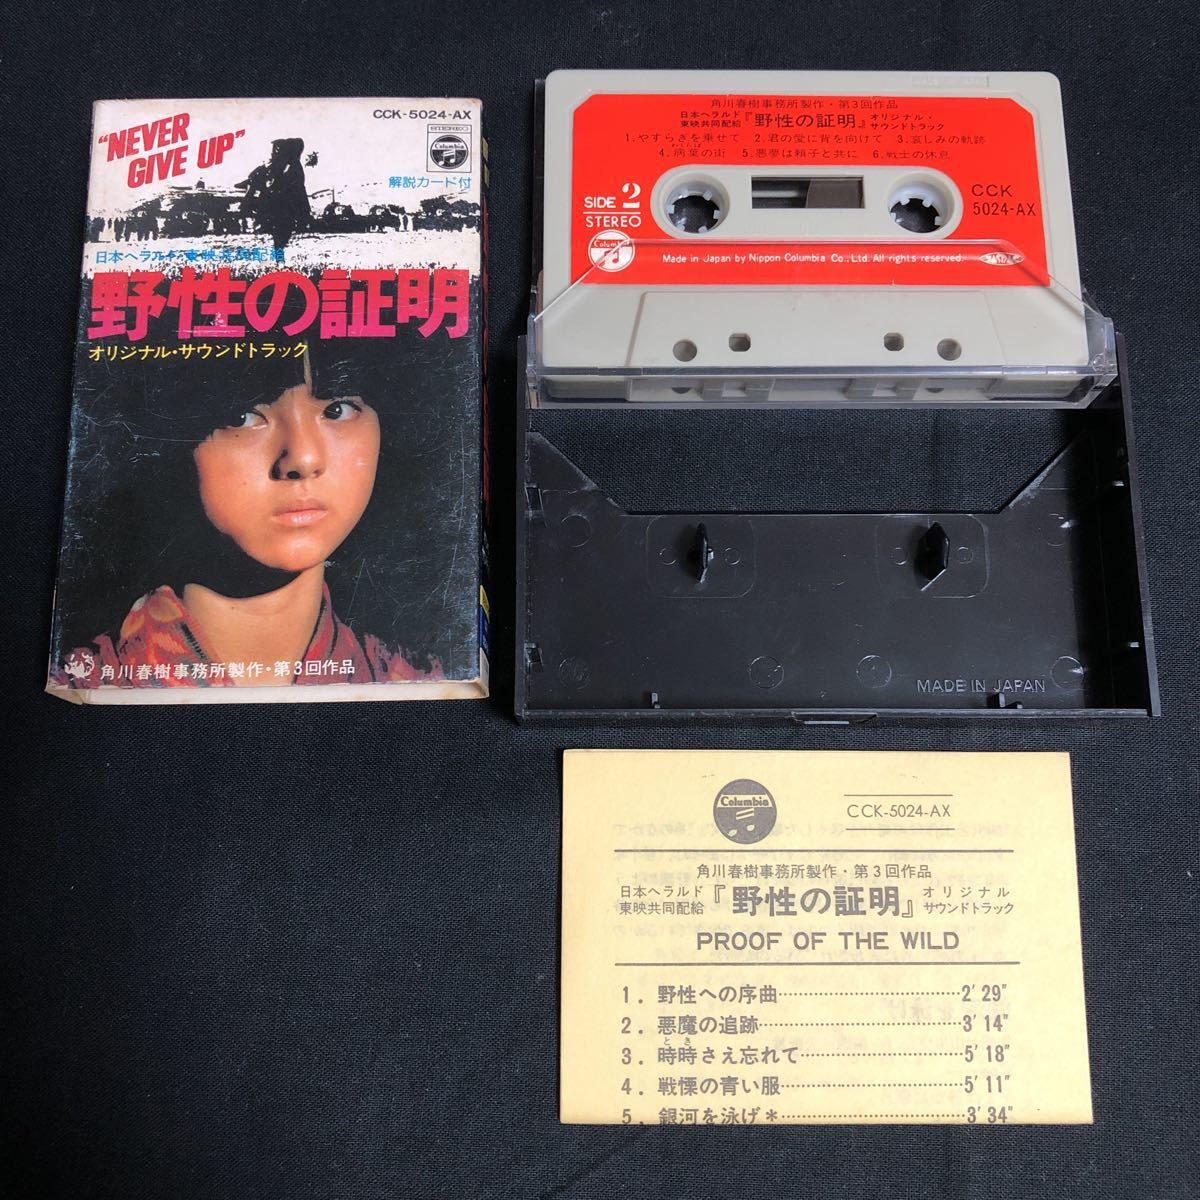 CCK-5024-AX
STEREO
Columbia
解説カード付
"NEVER
GIVE UP"
日本ヘラルド・東映共同配給
野性の証明
オリジナル・サウンドトラック
角川春樹事務所製作・第3回作品
角川春樹事務所製作・第3回作品
日本ヘラルド
東映共同配給
『野性の証明』
オリジナル・
サウンドトラック
1.やすらぎを乗せて 2.君の愛に背を向けて 3.哀しみの軌跡
4.病葉の街 5.悪夢は頼子と共に 6.戦士の休息
わくらば
SIDE 2
STEREO
CCK
5024-AX
Columbia
Made in Japan by Nippon Columbia Co., Ltd. All rights reserved.
JASRAC
MADE IN JAPAN
Columbia
CCK-5024-AX
角川春樹事務所製作・第3回作品
日本ヘラルド
東映共同配給
『野性の証明』
オリジナル
サウンドトラック
PROOF OF THE WILD
1. 野性への序曲……………………………2′29″
2. 悪魔の追跡………………………………3′14″
とき
3. 時時さえ忘れて…………………………5′18″
4. 戦慄の青い服……………………………5′11″
5. 銀河を泳げ*……………………………3′34″